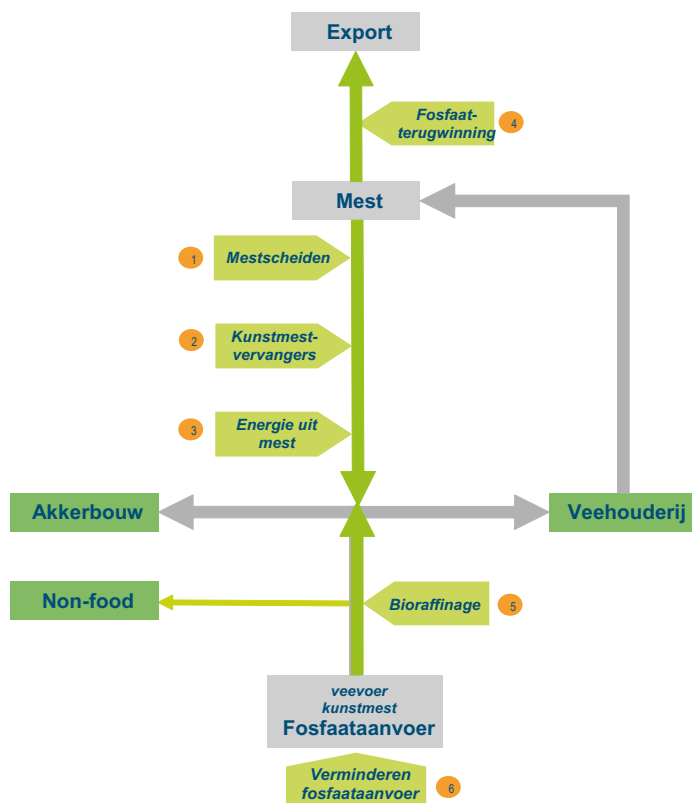 Export
Fosfaat-
terugwinning
4
Mest
1
Mestscheiden
2
Kunstmest-
vervangers
3
Energie uit
mest
Akkerbouw
Veehouderij
Non-food
Bioraffinage
5
veevoer
kunstmest
Fosfaataanvoer
Verminderen
fosfaataanvoer
6